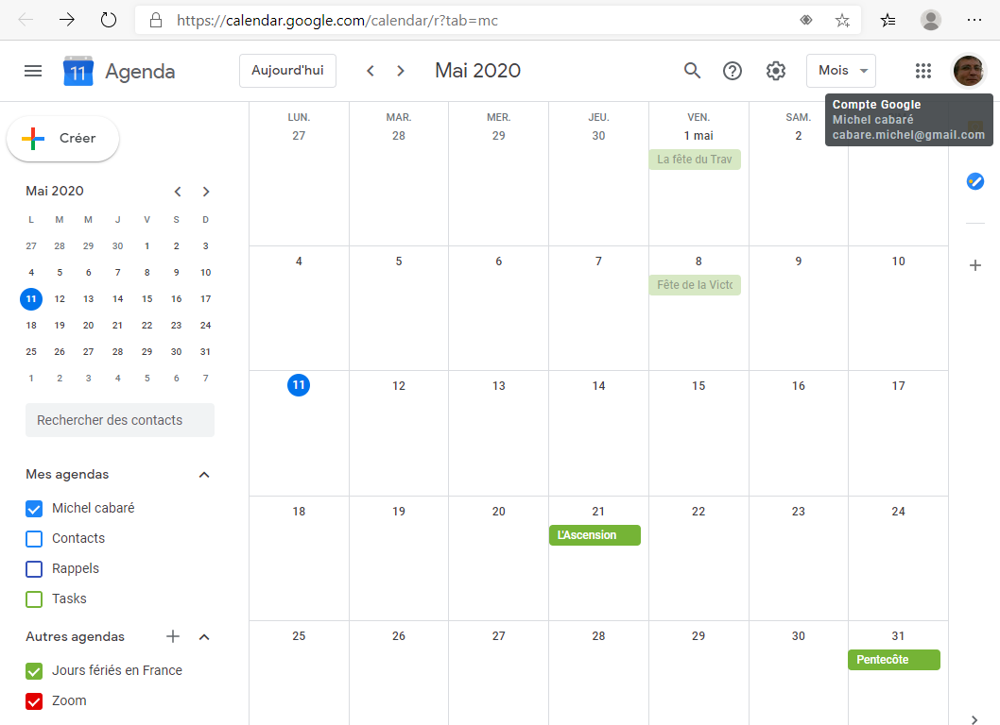 https://calendar.google.com/calendar/r?tab=mc
11 Agenda Aujourd'hui Mai 2020 Mois
Compte Google
Michel cabaré
cabare.michel@gmail.com
Créer
Mai 2020
L M M J V S D
27 28 29 30 1 2 3
4 5 6 7 8 9 10
11 12 13 14 15 16 17
18 19 20 21 22 23 24
25 26 27 28 29 30 31
1 2 3 4 5 6 7
Rechercher des contacts
Mes agendas
Michel cabaré
Contacts
Rappels
Tasks
Autres agendas
Jours fériés en France
Zoom
LUN. MAR. MER. JEU. VEN. SAM.
27 28 29 30 1 mai 2
La fête du Trav
4 5 6 7 8 9 10
Fête de la Victo
11 12 13 14 15 16 17
18 19 20 21 22 23 24
L'Ascension
25 26 27 28 29 30 31
Pentecôte